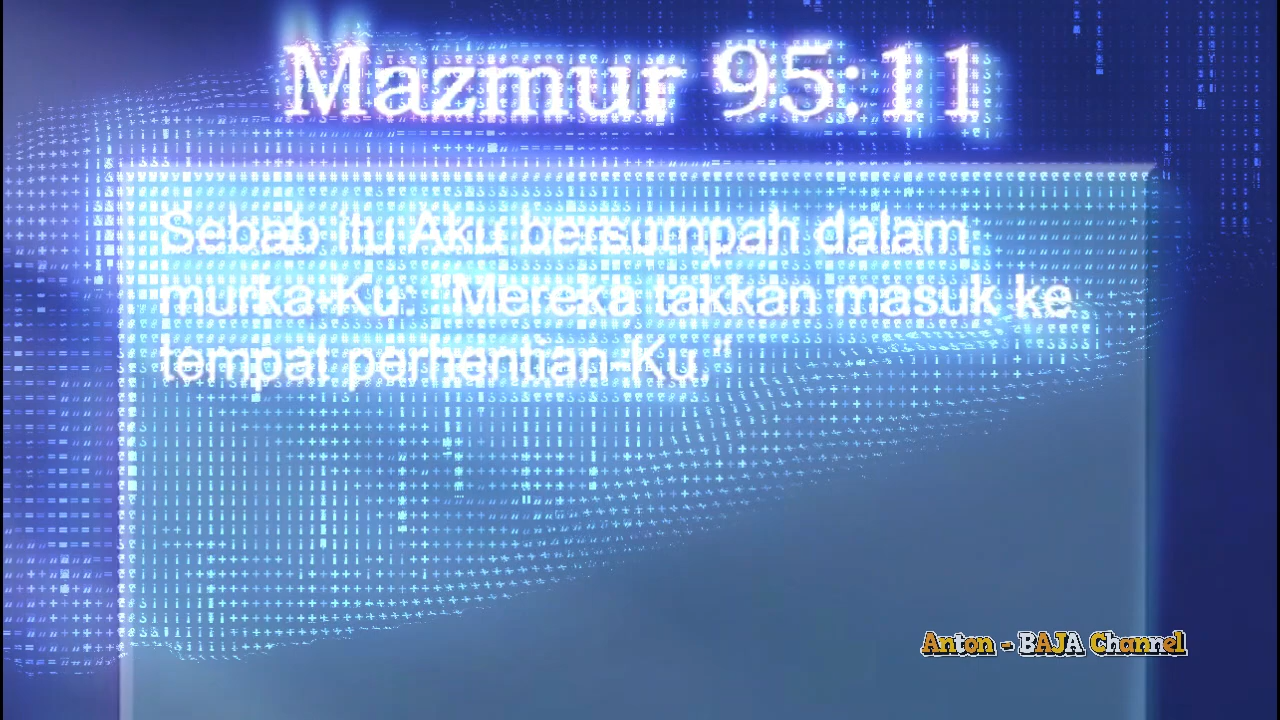 Mazmur 95:11
Sebab itu Aku bersumpah dalam
murka-Ku: "Mereka takkan masuk ke
tempat perhentian-Ku."
Anton - BAJA Channel